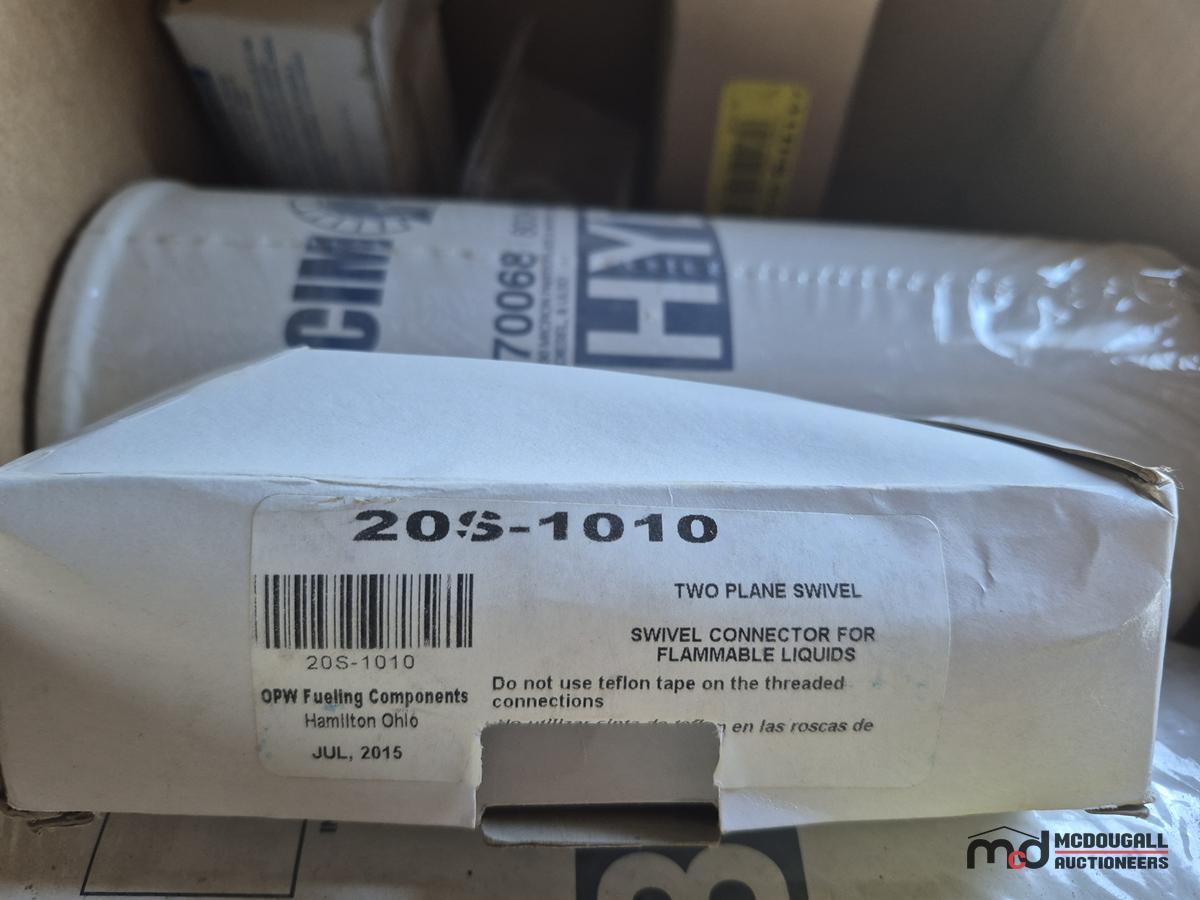 CIM
70068
HY
20S-1010
TWO PLANE SWIVEL
SWIVEL CONNECTOR FOR
FLAMMABLE LIQUIDS
20S-1010
Do not use teflon tape on the threaded
connections
OPW Fueling Components
Hamilton Ohio
JUL, 2015
en las roscas de
mcd MCDOUGALL
AUCTIONEERS